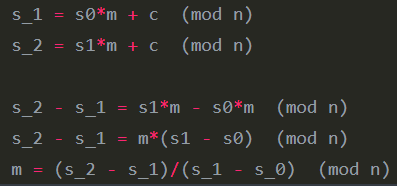 s_1 = s0*m + c  (mod n)
s_2 = s1*m + c  (mod n)
s_2 - s_1 = s1*m - s0*m  (mod n)
s_2 - s_1 = m*(s1 - s0)  (mod n)
m = (s_2 - s_1)/(s_1 - s_0)  (mod n)